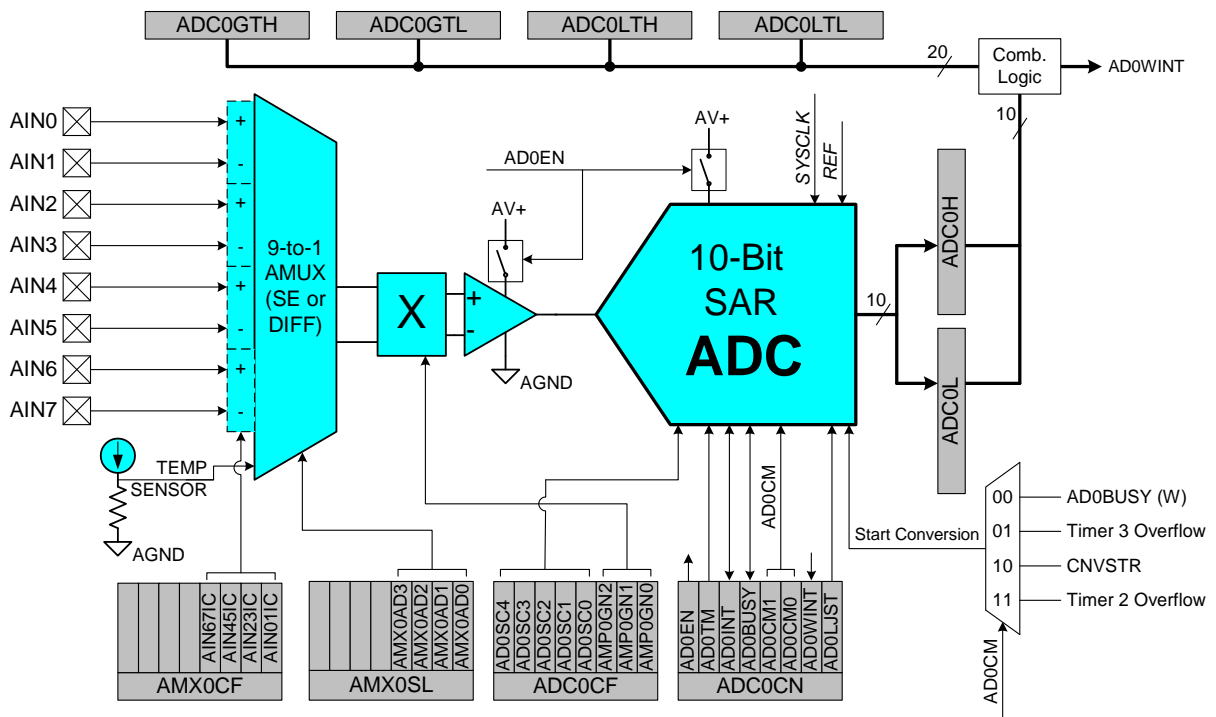 ADC0GTH
ADC0GTL
ADC0LTH
ADC0LTL
20
Comb.
Logic
AD0WINT
10
AIN0
AIN1
AIN2
AIN3
AIN4
AIN5
AIN6
AIN7
+
-
+
-
+
-
+
-
9-to-1
AMUX
(SE or
DIFF)
TEMP
SENSOR
AGND
X
+
-
AV+
AD0EN
AV+
AGND
SYSCLK
REF
10-Bit
SAR
ADC
10
ADC0H
ADC0L
AD0CM
Start Conversion
00
01
10
11
AD0BUSY (W)
Timer 3 Overflow
CNVSTR
Timer 2 Overflow
AD0CM
AIN67IC
AIN45IC
AIN23IC
AIN01IC
AMX0CF
AMX0AD3
AMX0AD2
AMX0AD1
AMX0AD0
AMX0SL
AD0SC4
AD0SC3
AD0SC2
AD0SC1
AD0SC0
AMP0GN2
AMP0GN1
AMP0GN0
ADC0CF
AD0EN
AD0TM
AD0INT
AD0BUSY
AD0CM1
AD0CM0
AD0WINT
AD0LJST
ADC0CN